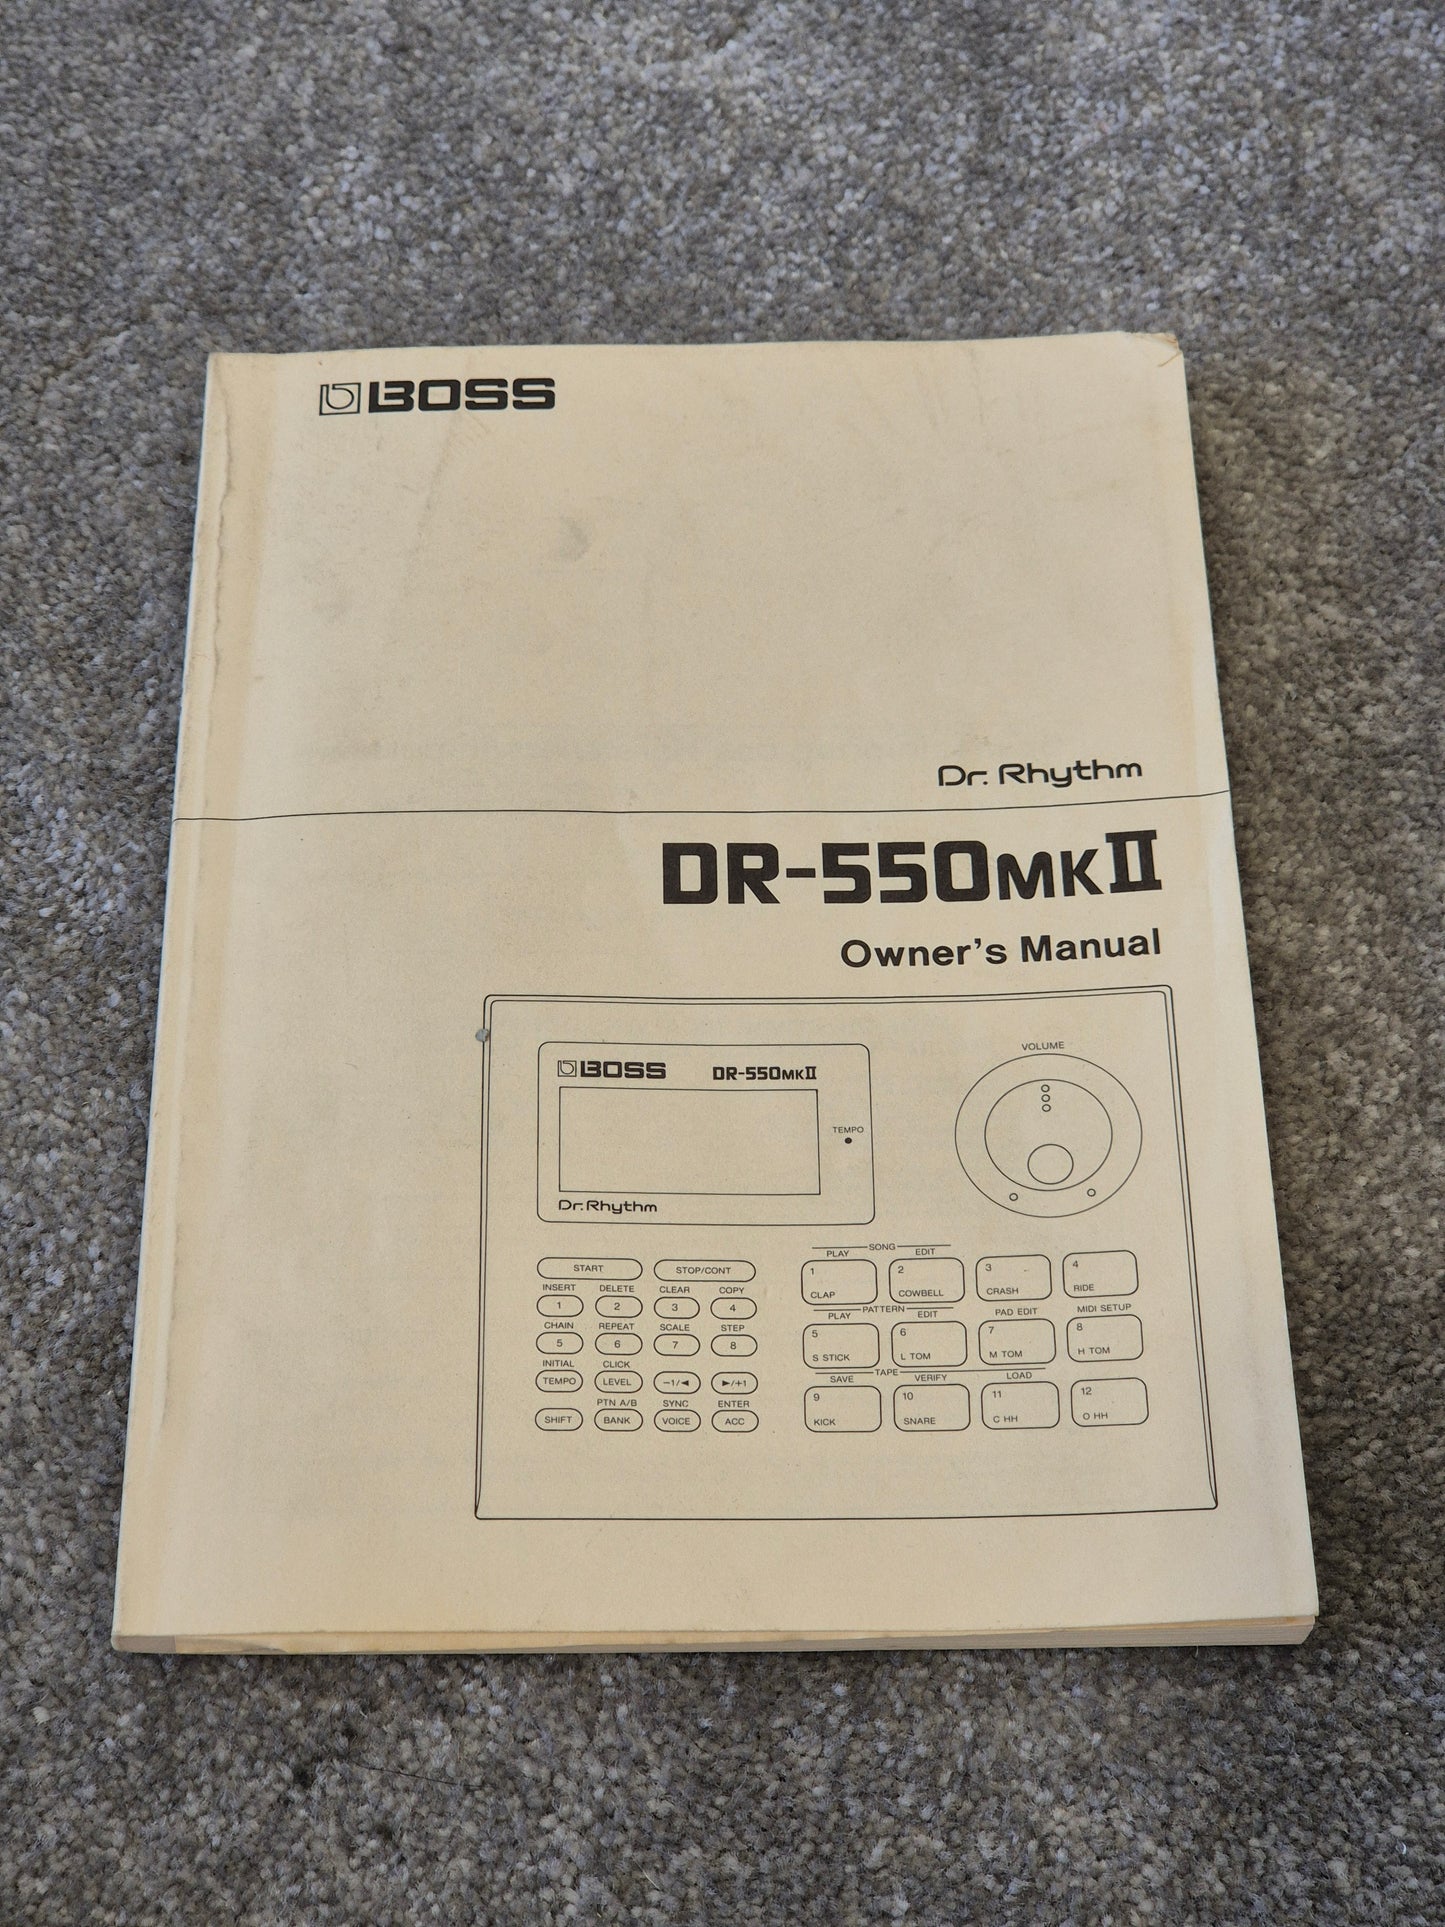 BOSS
Dr. Rhythm
DR-550MKII
Owner's Manual
VOLUME
BOSS DR-550MKII
TEMPO
Dr. Rhythm
START STOP/CONT
INSERT DELETE CLEAR COPY
1 2 3 4
CHAIN REPEAT SCALE STEP
5 6 7 8
INITIAL CLICK
TEMPO LEVEL -1/◄ ►/+1
PTN A/B SYNC ENTER
SHIFT BANK VOICE ACC
SONG
PLAY EDIT
1 2 3 4
CLAP COWBELL CRASH RIDE
PATTERN
PLAY EDIT PAD EDIT MIDI SETUP
5 6 7 8
S STICK L TOM M TOM H TOM
TAPE
SAVE VERIFY LOAD
9 10 11 12
KICK SNARE C HH O HH